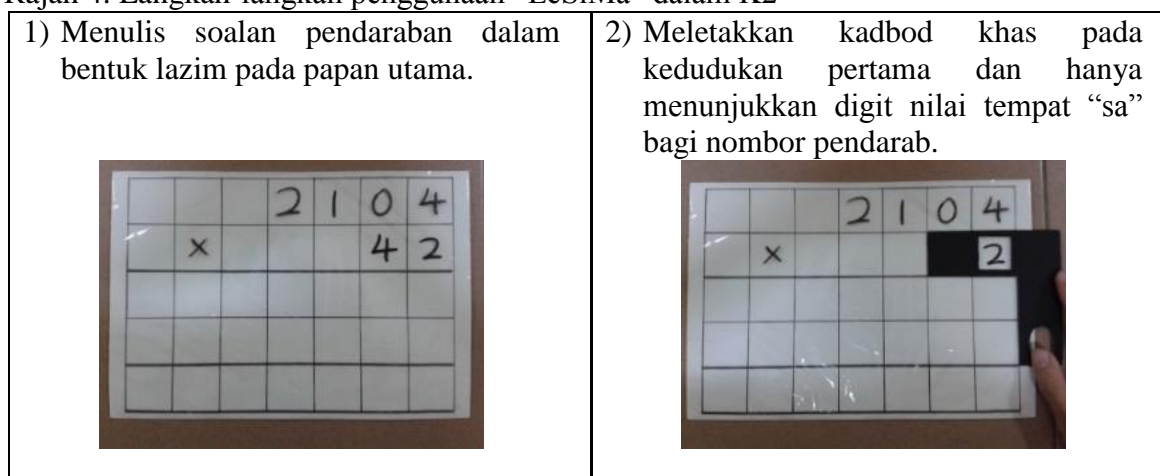 Rajah 4: Langkah-langkah penggunaan "LeSiMa" dalam K2
1) Menulis soalan pendaraban dalam
bentuk lazim pada papan utama.
2 1 0 4
× 4 2
2) Meletakkan kadbod khas pada
kedudukan pertama dan hanya
menunjukkan digit nilai tempat “sa”
bagi nombor pendarab.
2 1 0 4
× 2